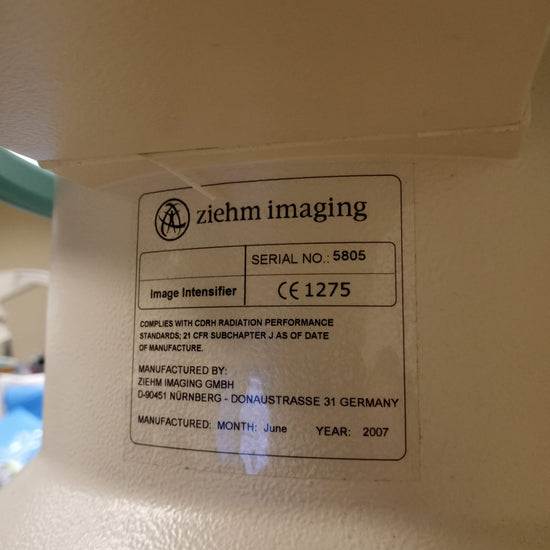 ziehm imaging
SERIAL NO.: 5805
Image Intensifier
CE 1275
COMPLIES WITH CDRH RADIATION PERFORMANCE
STANDARDS; 21 CFR SUBCHAPTER J AS OF DATE
OF MANUFACTURE.
MANUFACTURED BY:
ZIEHM IMAGING GMBH
D-90451 NÜRNBERG - DONAUSTRASSE 31 GERMANY
MANUFACTURED: MONTH: June YEAR: 2007